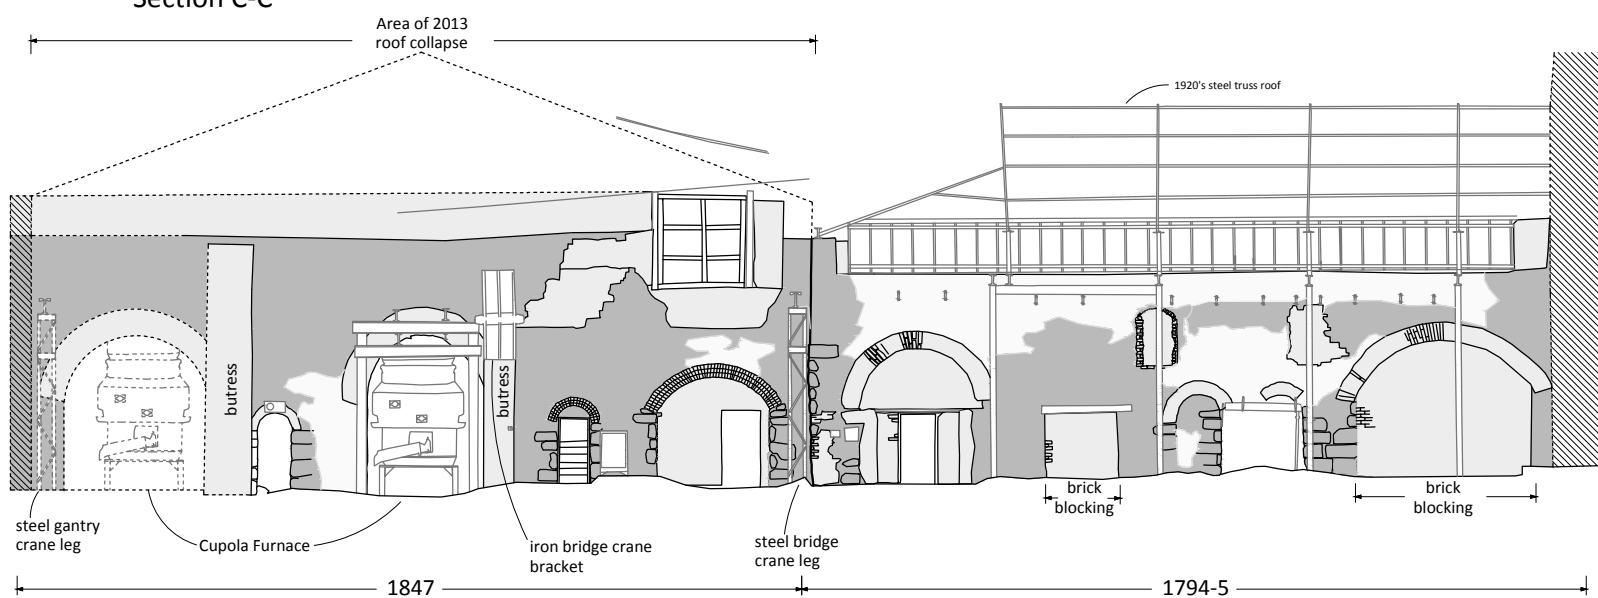 Section C-C
Area of 2013
roof collapse
1920's steel truss roof
butress
butress
brick
blocking
brick
blocking
steel gantry
crane leg
Cupola Furnace
iron bridge crane
bracket
steel bridge
crane leg
1847
1794-5